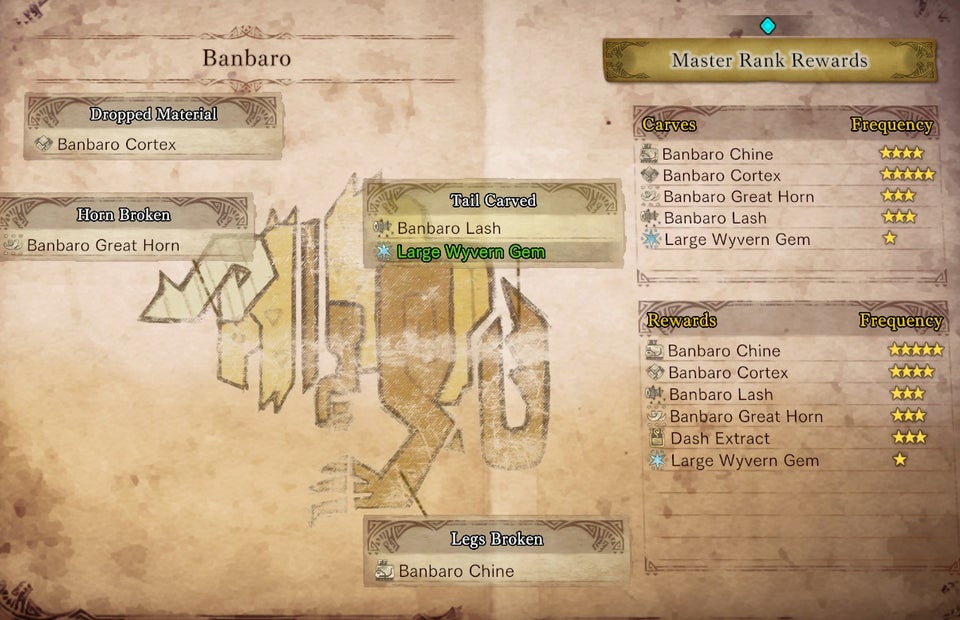 Banbaro
Dropped Material
Banbaro Cortex
Horn Broken
Banbaro Great Horn
Tail Carved
Banbaro Lash
Large Wyvern Gem
Legs Broken
Banbaro Chine
Master Rank Rewards
Carves Frequency
Banbaro Chine
Banbaro Cortex
Banbaro Great Horn
Banbaro Lash
Large Wyvern Gem
Rewards Frequency
Banbaro Chine
Banbaro Cortex
Banbaro Lash
Banbaro Great Horn
Dash Extract
Large Wyvern Gem